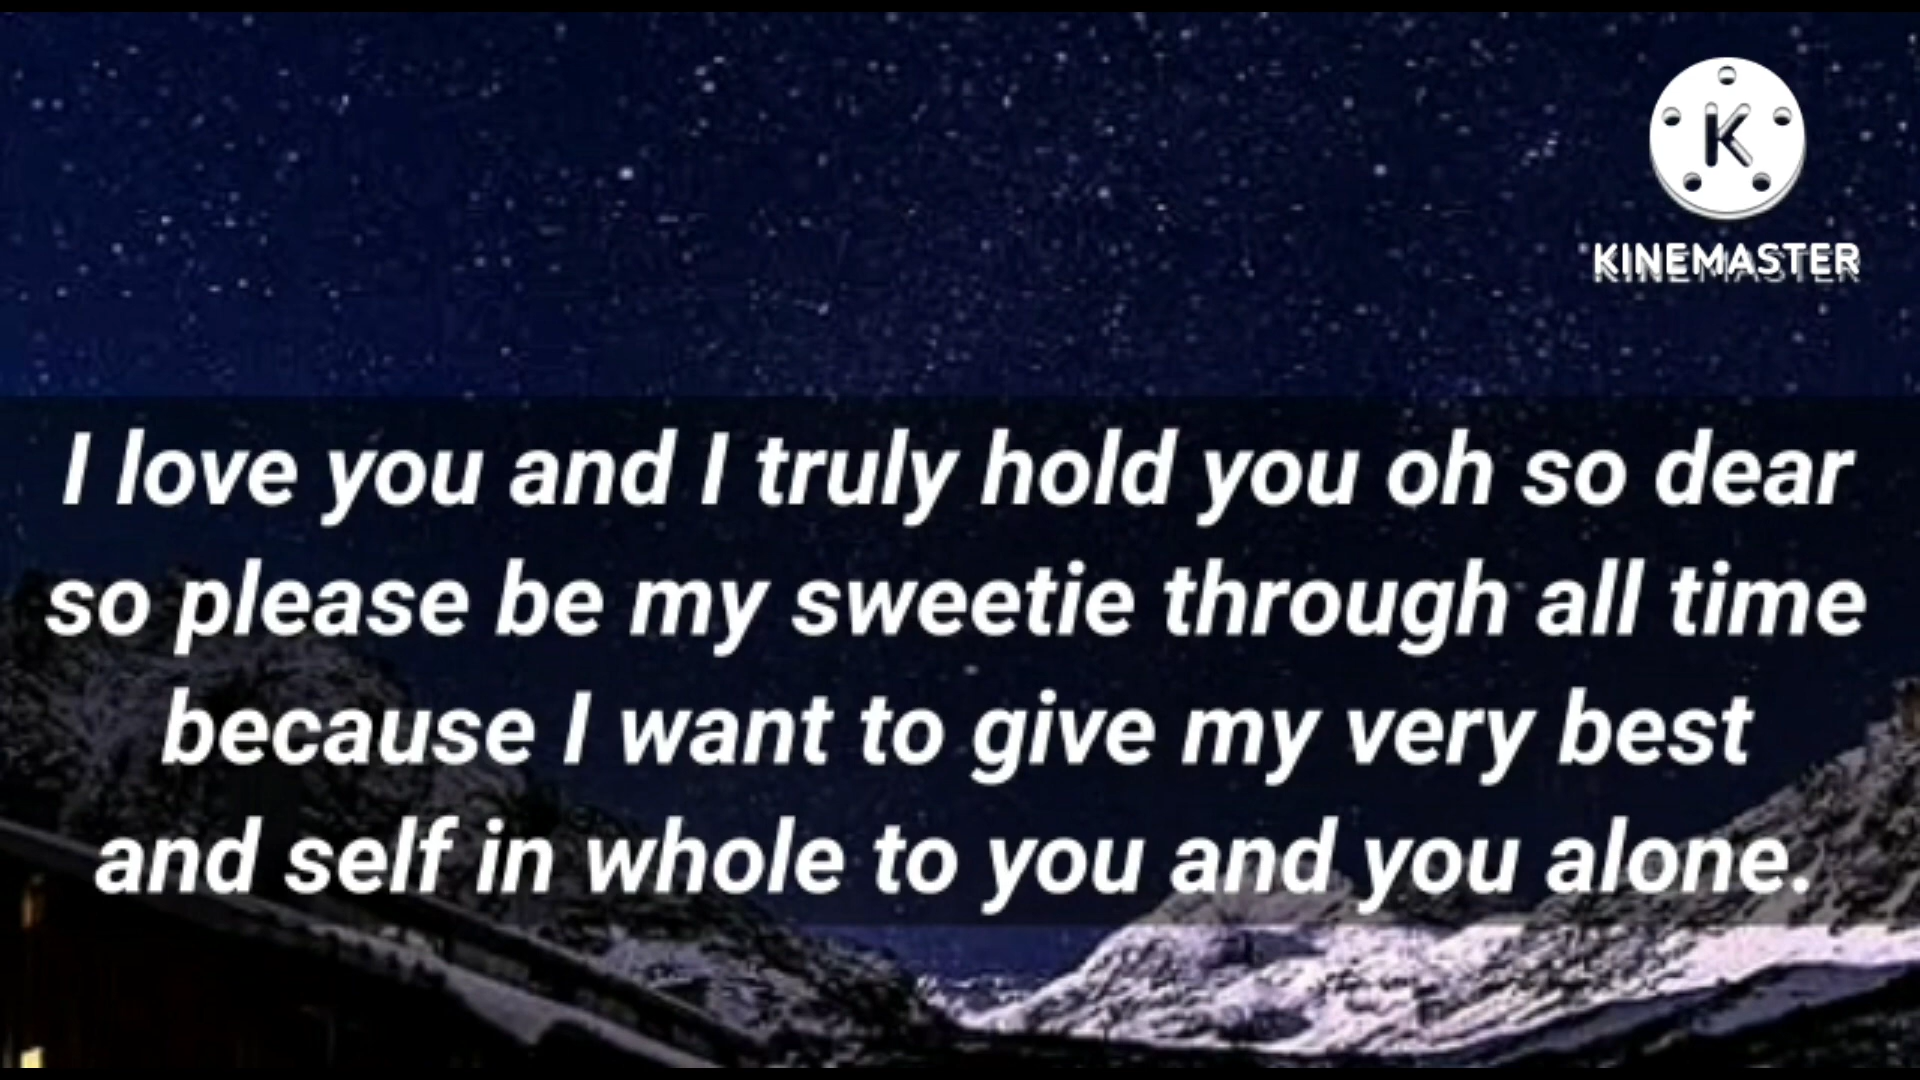 K
KINEMASTER
I love you and I truly hold you oh so dear
so please be my sweetie through all time
because I want to give my very best
and self in whole to you and you alone.